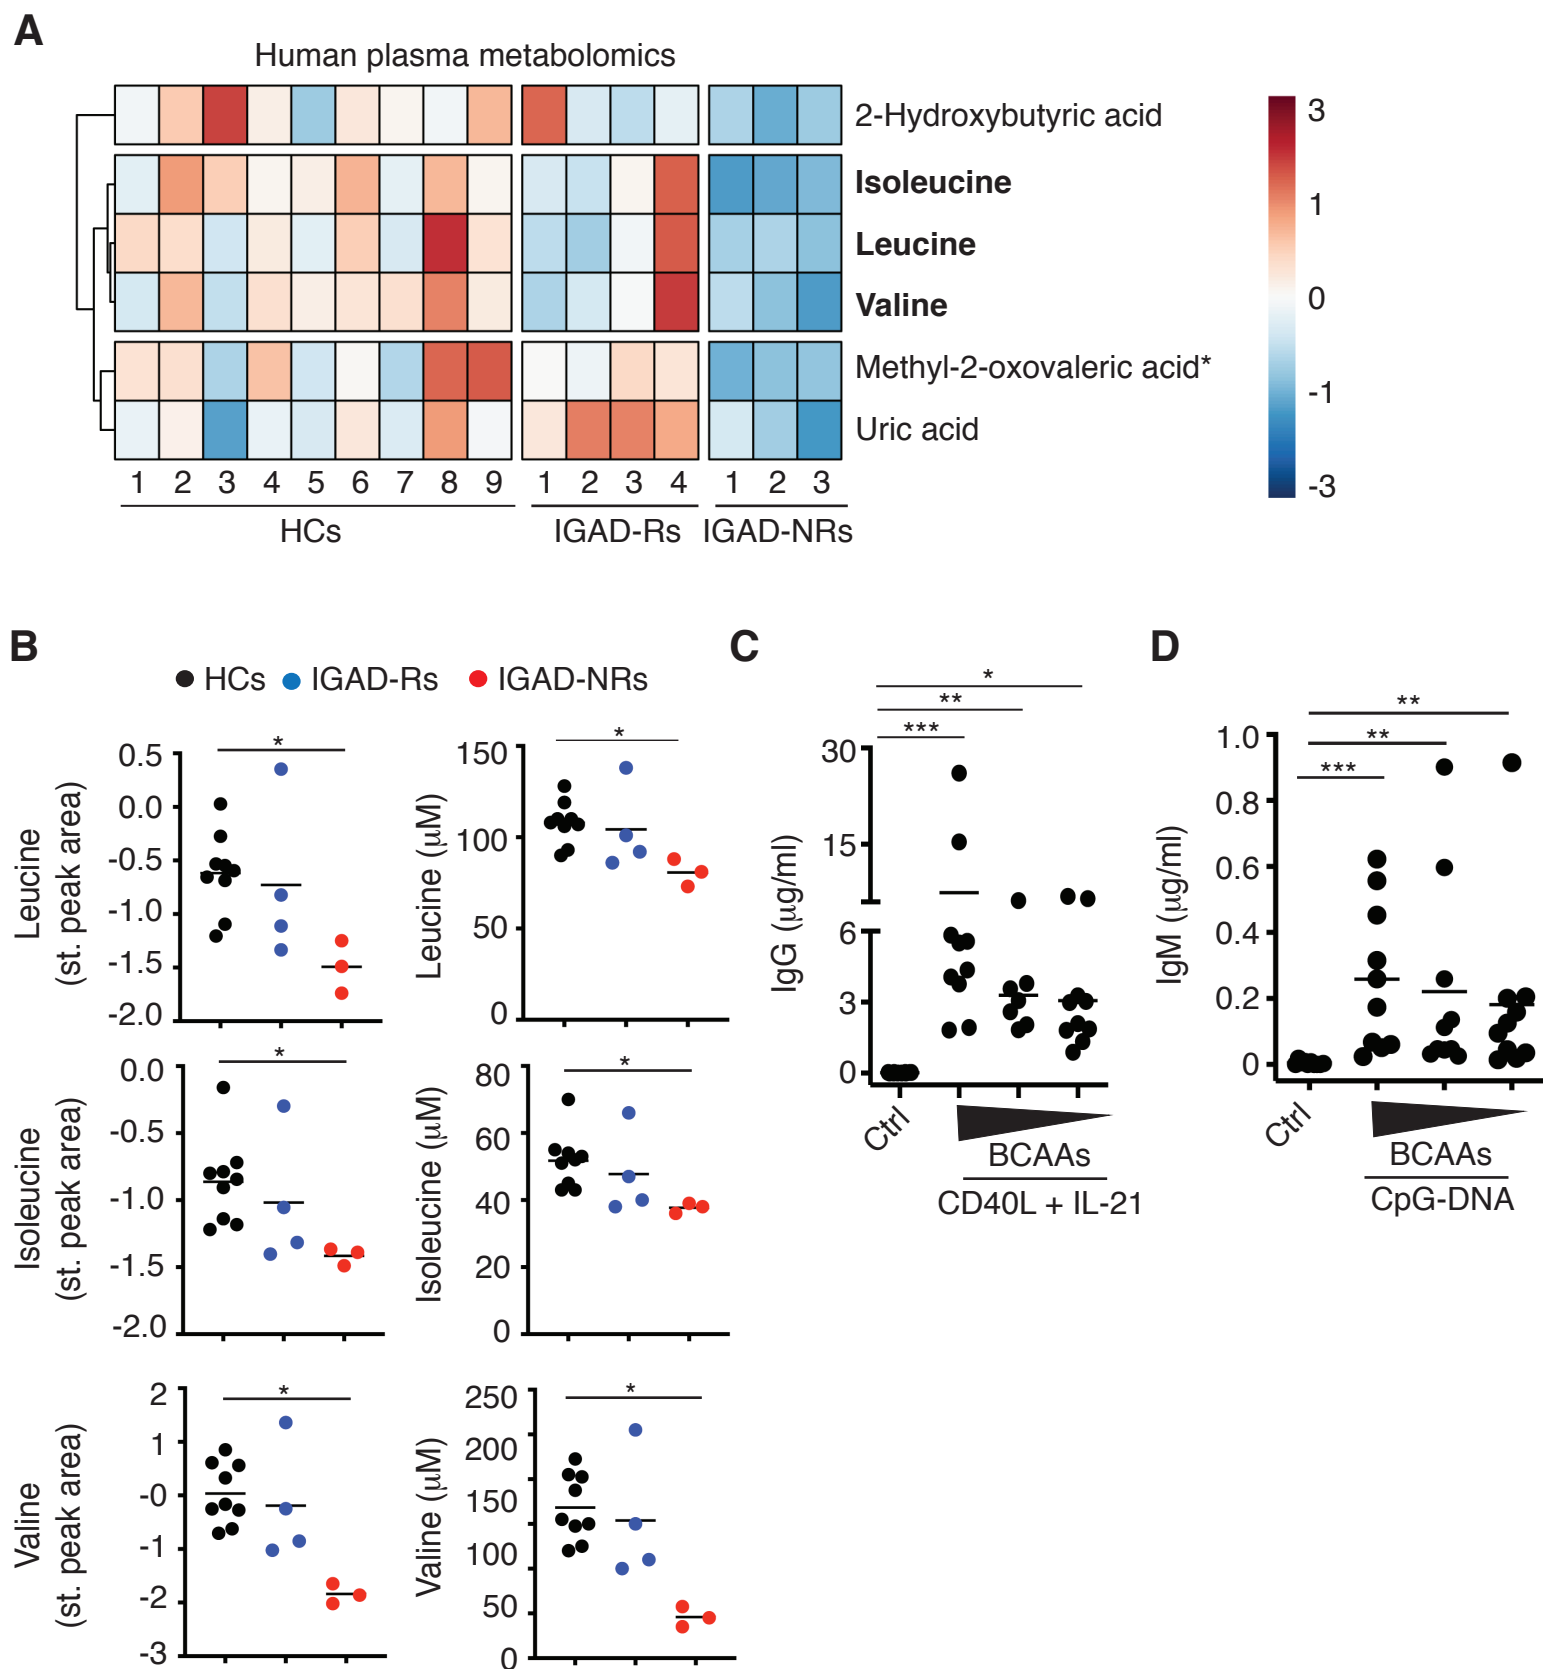 A
Human plasma metabolomics
2-Hydroxybutyric acid
Isoleucine
Leucine
Valine
Methyl-2-oxovaleric acid*
Uric acid
1 2 3 4 5 6 7 8 9 1 2 3 4 1 2 3
HCs IGAD-Rs IGAD-NRs
3
1
0
-1
-3
B
HCs IGAD-Rs IGAD-NRs
Leucine
(st. peak area)
0.5
0.0
-0.5
-1.0
-1.5
-2.0
*
Leucine (μM)
150
100
50
0
*
Isoleucine
(st. peak area)
0.0
-0.5
-1.0
-1.5
-2.0
*
Isoleucine (μM)
80
60
40
20
0
*
Valine
(st. peak area)
2
1
-0
-1
-2
-3
*
Valine (μM)
250
200
150
100
50
0
*
C
*
**
***
IgG (μg/ml)
30
15
6
3
0
Ctrl
BCAAs
CD40L + IL-21
D
**
**
***
IgM (μg/ml)
1.0
0.8
0.6
0.4
0.2
0
Ctrl
BCAAs
CpG-DNA